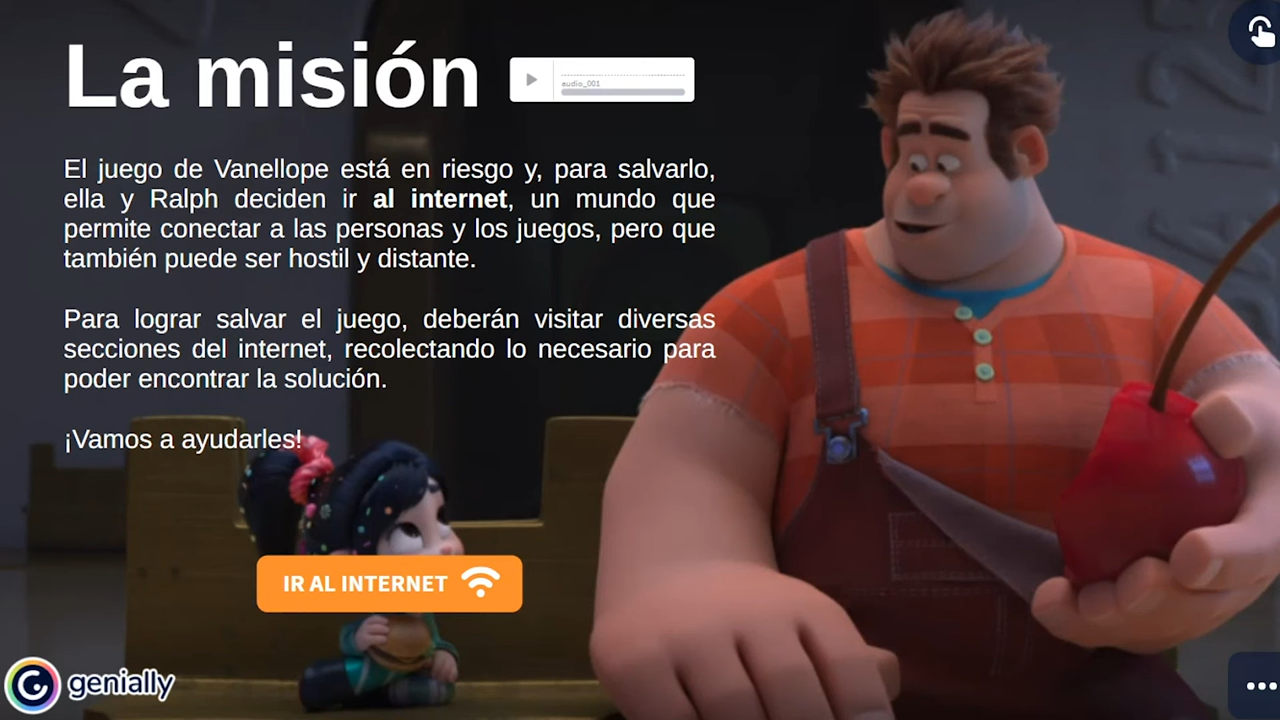 La misión
audio_001
El juego de Vanellope está en riesgo y, para salvarlo,
ella y Ralph deciden ir al internet, un mundo que
permite conectar a las personas y los juegos, pero que
también puede ser hostil y distante.
Para lograr salvar el juego, deberán visitar diversas
secciones del internet, recolectando lo necesario para
poder encontrar la solución.
¡Vamos a ayudarles!
IR AL INTERNET
genially